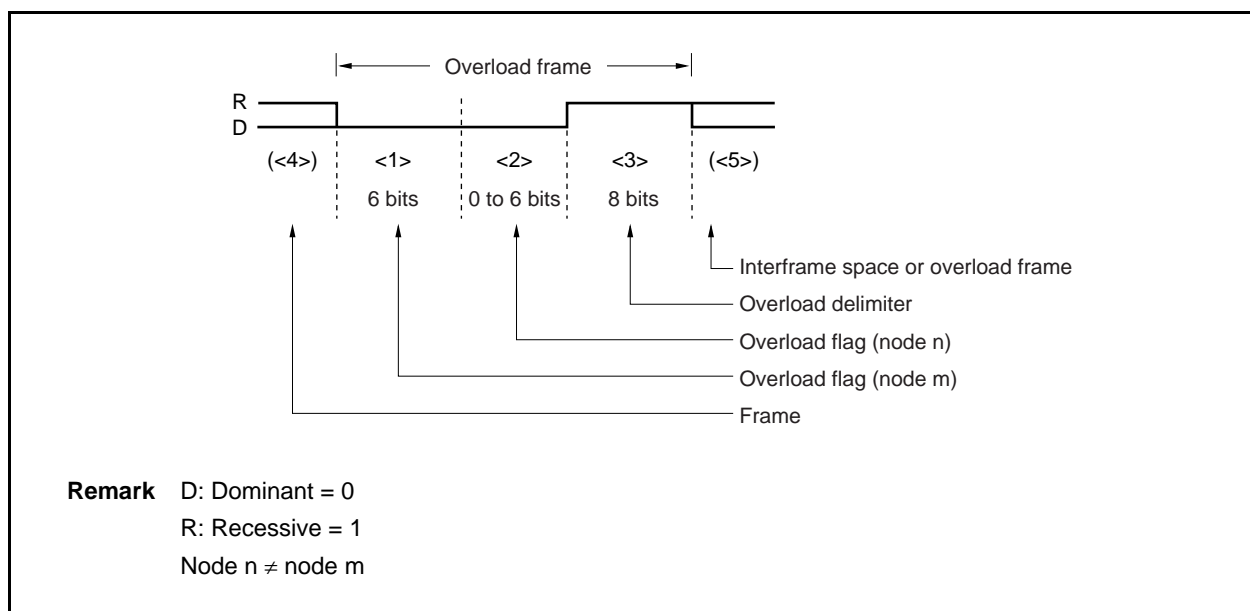 Overload frame
R
D
(<4>) <1> <2> <3> (<5>)
6 bits 0 to 6 bits 8 bits
Interframe space or overload frame
Overload delimiter
Overload flag (node n)
Overload flag (node m)
Frame
Remark D: Dominant = 0
R: Recessive = 1
Node n ≠ node m